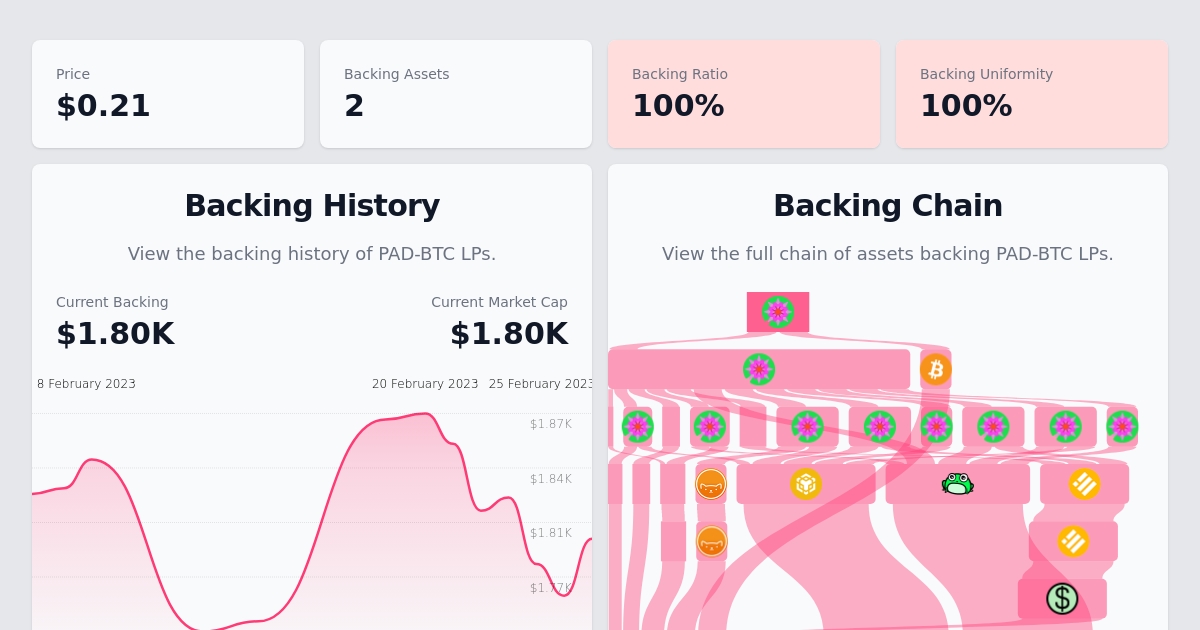 Price
$0.21
Backing Assets
2
Backing Ratio
100%
Backing Uniformity
100%
Backing History
View the backing history of PAD-BTC LPs.
Current Backing
$1.80K
Current Market Cap
$1.80K
8 February 2023
20 February 2023
25 February 2023
$1.87K
$1.84K
$1.81K
$1.77K
Backing Chain
View the full chain of assets backing PAD-BTC LPs.